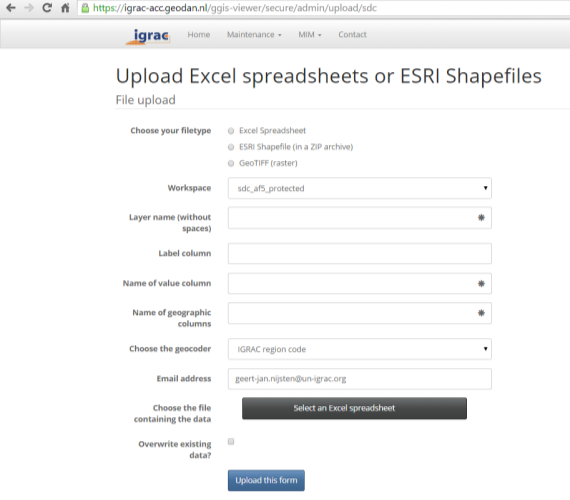 https://igrac-acc.geodan.nl/ggis-viewer/secure/admin/upload/sdc
igrac Home Maintenance MIM Contact
Upload Excel spreadsheets or ESRI Shapefiles
File upload
Choose your filetype Excel Spreadsheet
ESRI Shapefile (in a ZIP archive)
GeoTIFF (raster)
Workspace sdc_af5_protected
Layer name (without
spaces)
Label column
Name of value column
Name of geographic
columns
Choose the geocoder IGRAC region code
Email address geert-jan.nijsten@un-igrac.org
Choose the file
containing the data
Select an Excel spreadsheet
Overwrite existing
data?
Upload this form